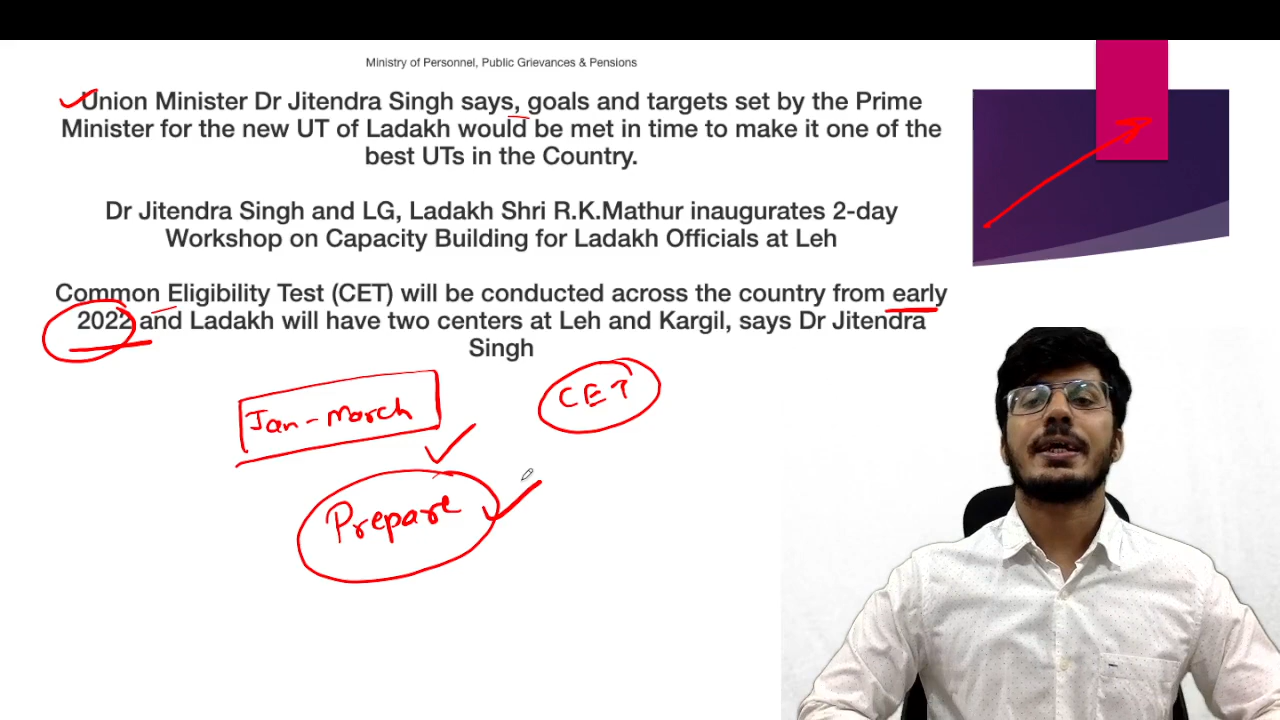 Ministry of Personnel, Public Grievances & Pensions
Union Minister Dr Jitendra Singh says, goals and targets set by the Prime
Minister for the new UT of Ladakh would be met in time to make it one of the
best UTs in the Country.
Dr Jitendra Singh and LG, Ladakh Shri R.K.Mathur inaugurates 2-day
Workshop on Capacity Building for Ladakh Officials at Leh
Common Eligibility Test (CET) will be conducted across the country from early
2022 and Ladakh will have two centers at Leh and Kargil, says Dr Jitendra
Singh
Jan-March
CET
Prepare